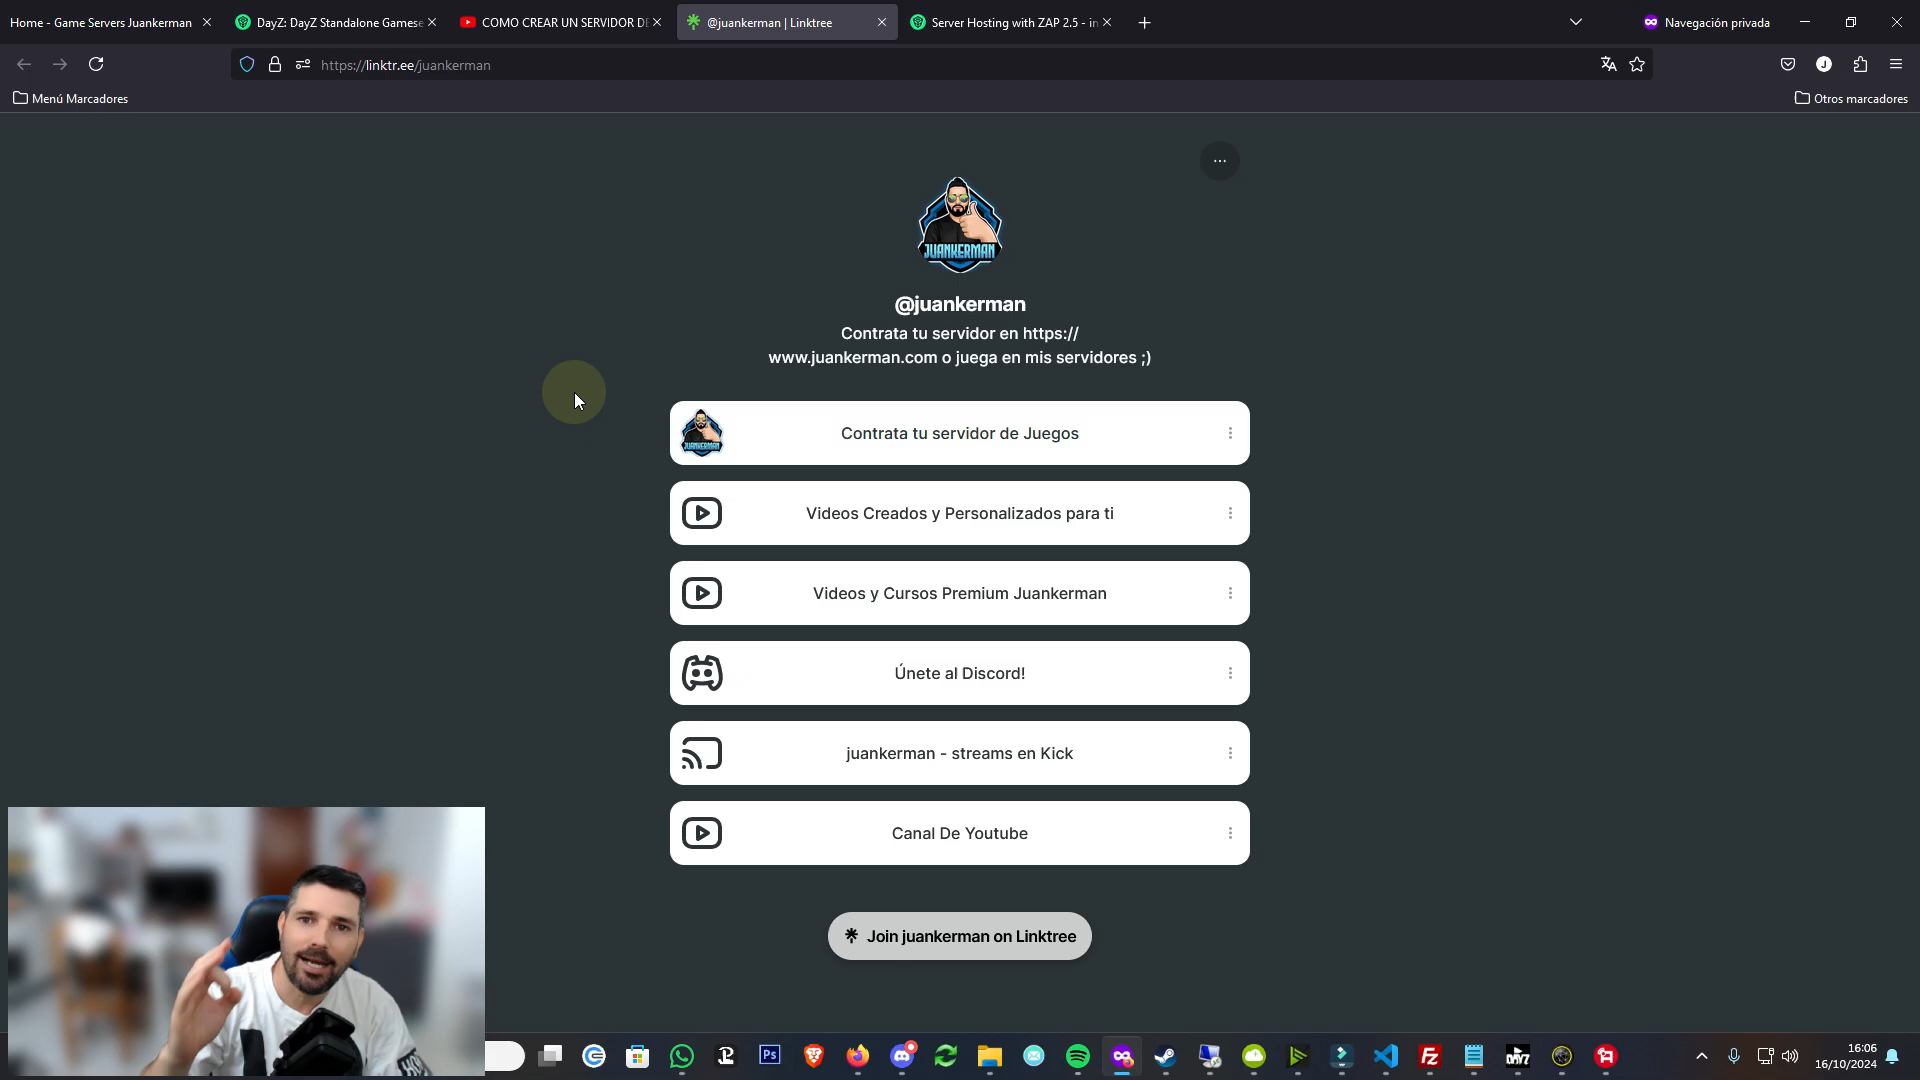 Home - Game Servers Juankerman
DayZ: DayZ Standalone Gamese
COMO CREAR UN SERVIDOR DE
@juankerman | Linktree
Server Hosting with ZAP 2.5 - in
Navegación privada
https://linktr.ee/juankerman
J
Menú Marcadores
Otros marcadores
JUANKERMAN
@juankerman
Contrata tu servidor en https://
www.juankerman.com o juega en mis servidores ;)
JUANKERMAN
Contrata tu servidor de Juegos
Videos Creados y Personalizados para ti
Videos y Cursos Premium Juankerman
Únete al Discord!
juankerman - streams en Kick
Canal De Youtube
Join juankerman on Linktree
Ps
FZ
DAYZ
16:06
16/10/2024